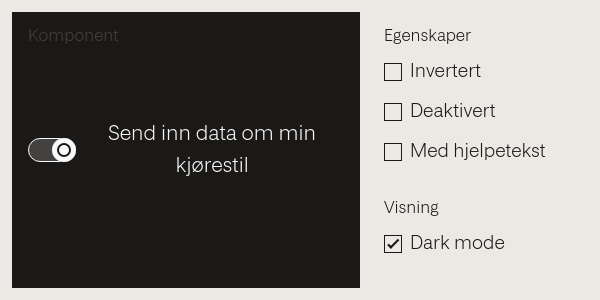 Komponent
Send inn data om min
kjørestil
Egenskaper
Invertert
Deaktivert
Med hjelpetekst
Visning
Dark mode